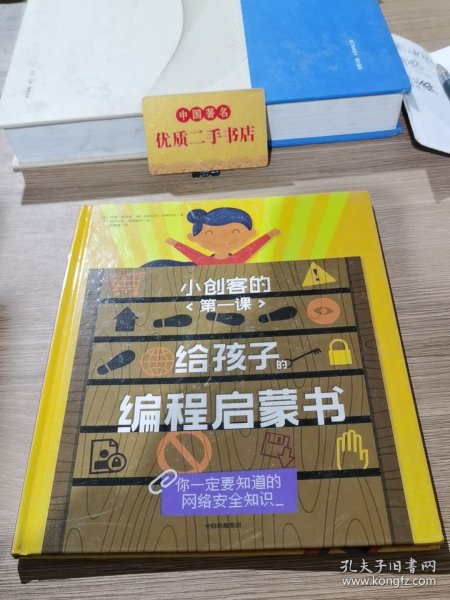 中国著名
优质二手书店
小创客的
<第一课>
给孩子的
编程启蒙书
你一定要知道的
网络安全知识_
中信出版集团
孔夫子旧书网
www.kongfz.com